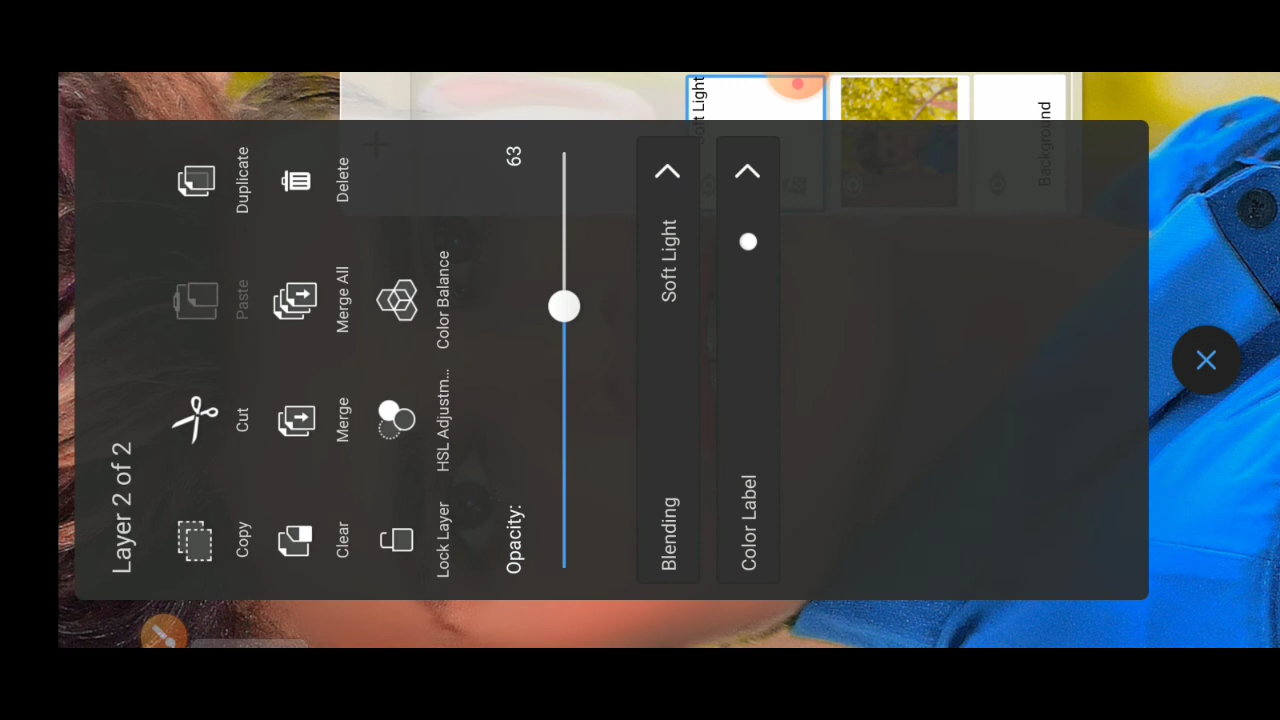 Layer 2 of 2
Copy
Cut
Paste
Duplicate
Clear
Merge
Merge All
Delete
Lock Layer
HSL Adjustm...
Color Balance
Opacity:
63
Blending
Soft Light
Color Label
Light
Background